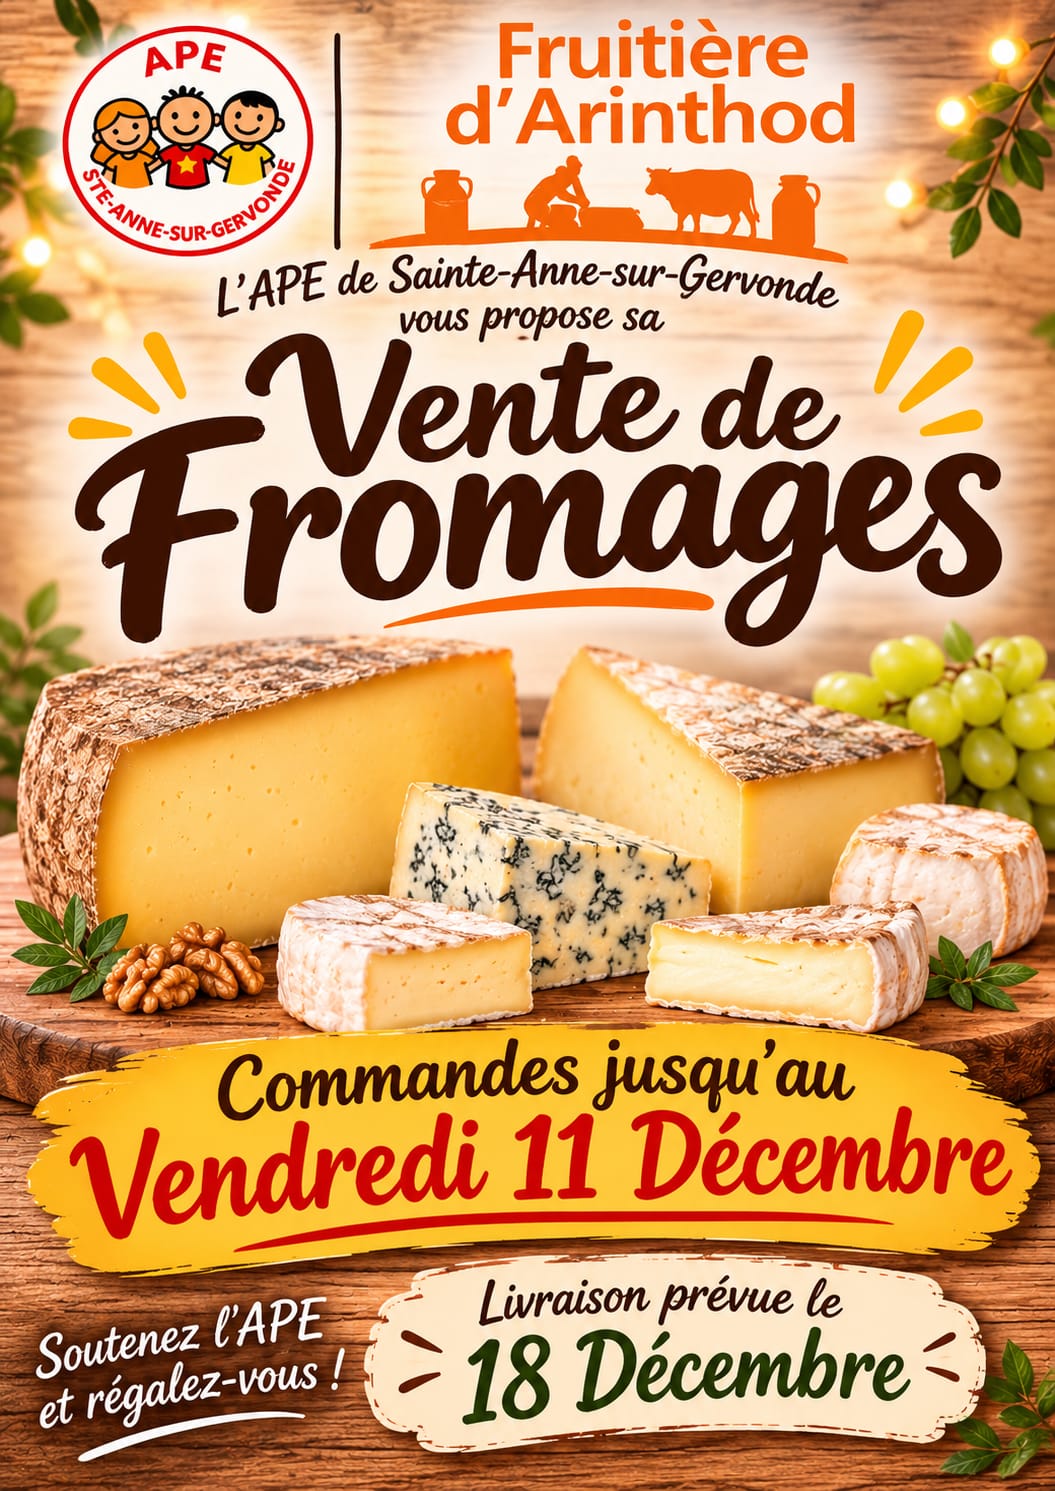 APE
STE-ANNE-SUR-GERVONDE
Fruitière
d'Arinthod
L'APE de Sainte-Anne-sur-Gervonde
vous propose sa
Vente de
Fromages
Commandes jusqu'au
Vendredi 11 Décembre
Livraison prévue le
18 Décembre
Soutenez l'APE
et régalez-vous !